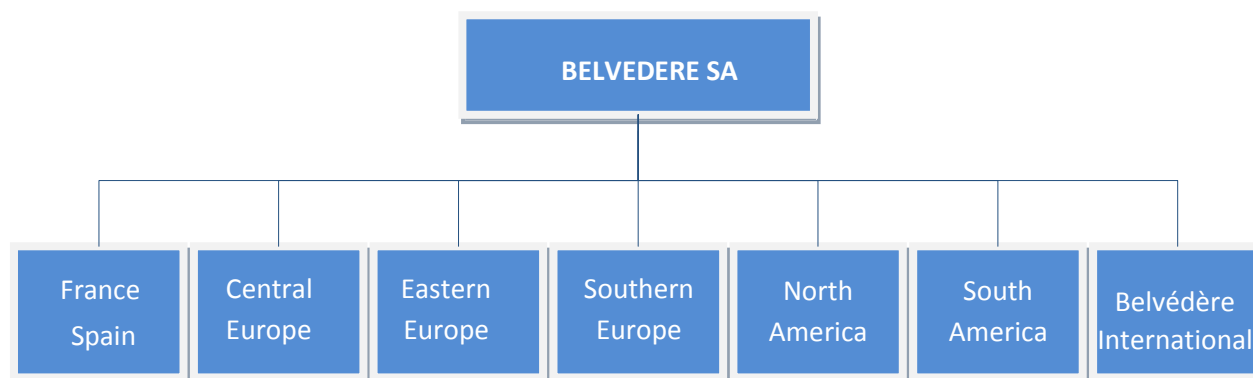 BELVEDERE SA
France
Spain
Central
Europe
Eastern
Europe
Southern
Europe
North
America
South
America
Belvédère
International